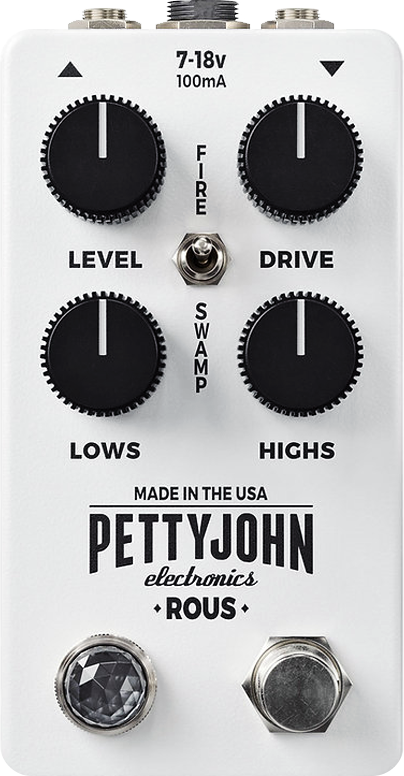 7-18v
100mA
FIRE
LEVEL
DRIVE
SWAMP
LOWS
HIGHS
MADE IN THE USA
PETTYJOHN
electronics
ROUS